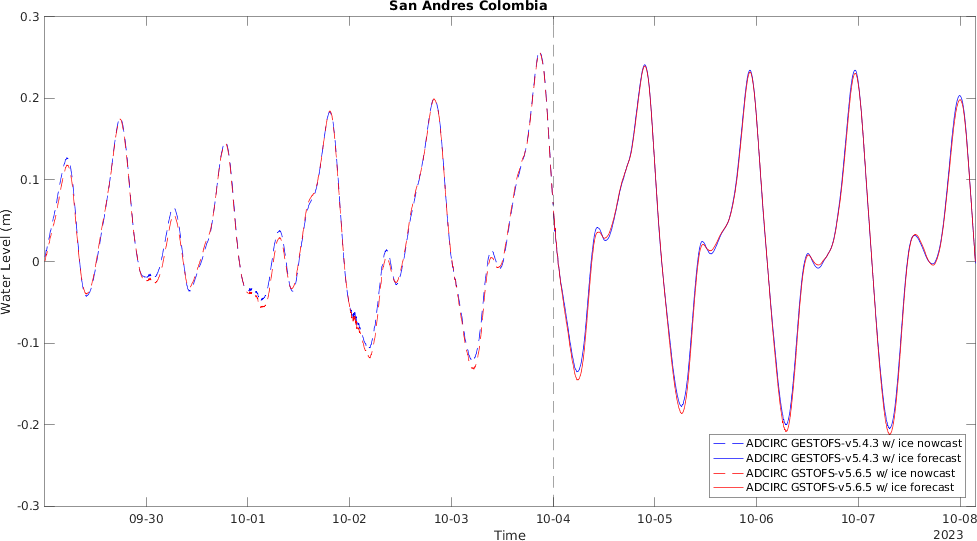 San Andres Colombia
Water Level (m)
0.3
0.2
0.1
0
-0.1
-0.2
-0.3
ADCIRC GESTOFS-v5.4.3 w/ ice nowcast
ADCIRC GESTOFS-v5.4.3 w/ ice forecast
ADCIRC GSTOFS-v5.6.5 w/ ice nowcast
ADCIRC GSTOFS-v5.6.5 w/ ice forecast
09-30 10-01 10-02 10-03 10-04 10-05 10-06 10-07 10-08
Time 2023